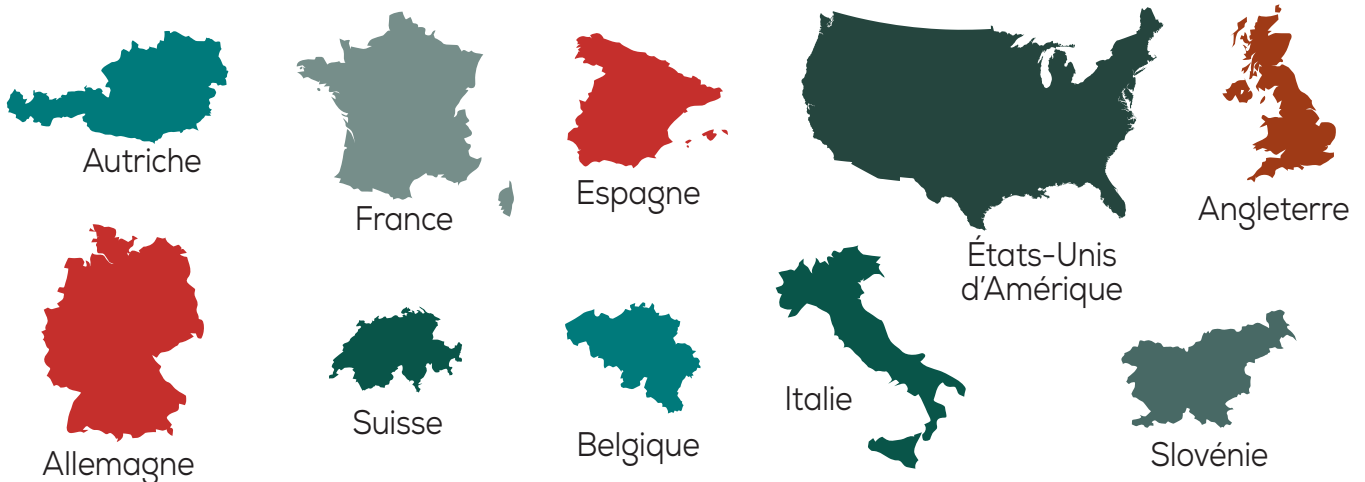 Autriche
France
Espagne
États-Unis
d'Amérique
Angleterre
Allemagne
Suisse
Belgique
Italie
Slovénie